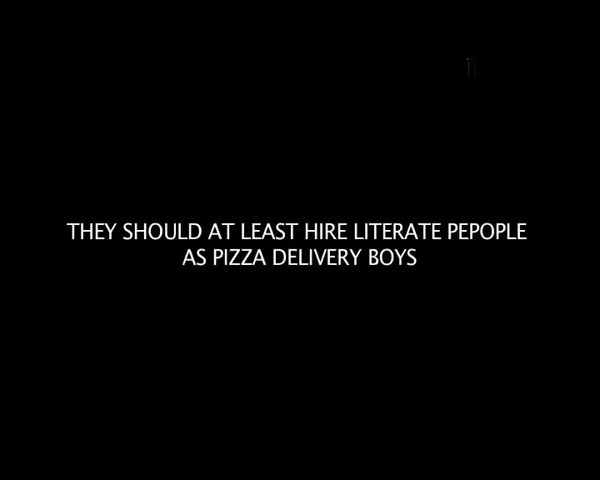 THEY SHOULD AT LEAST HIRE LITERATE PEPOPLE
AS PIZZA DELIVERY BOYS